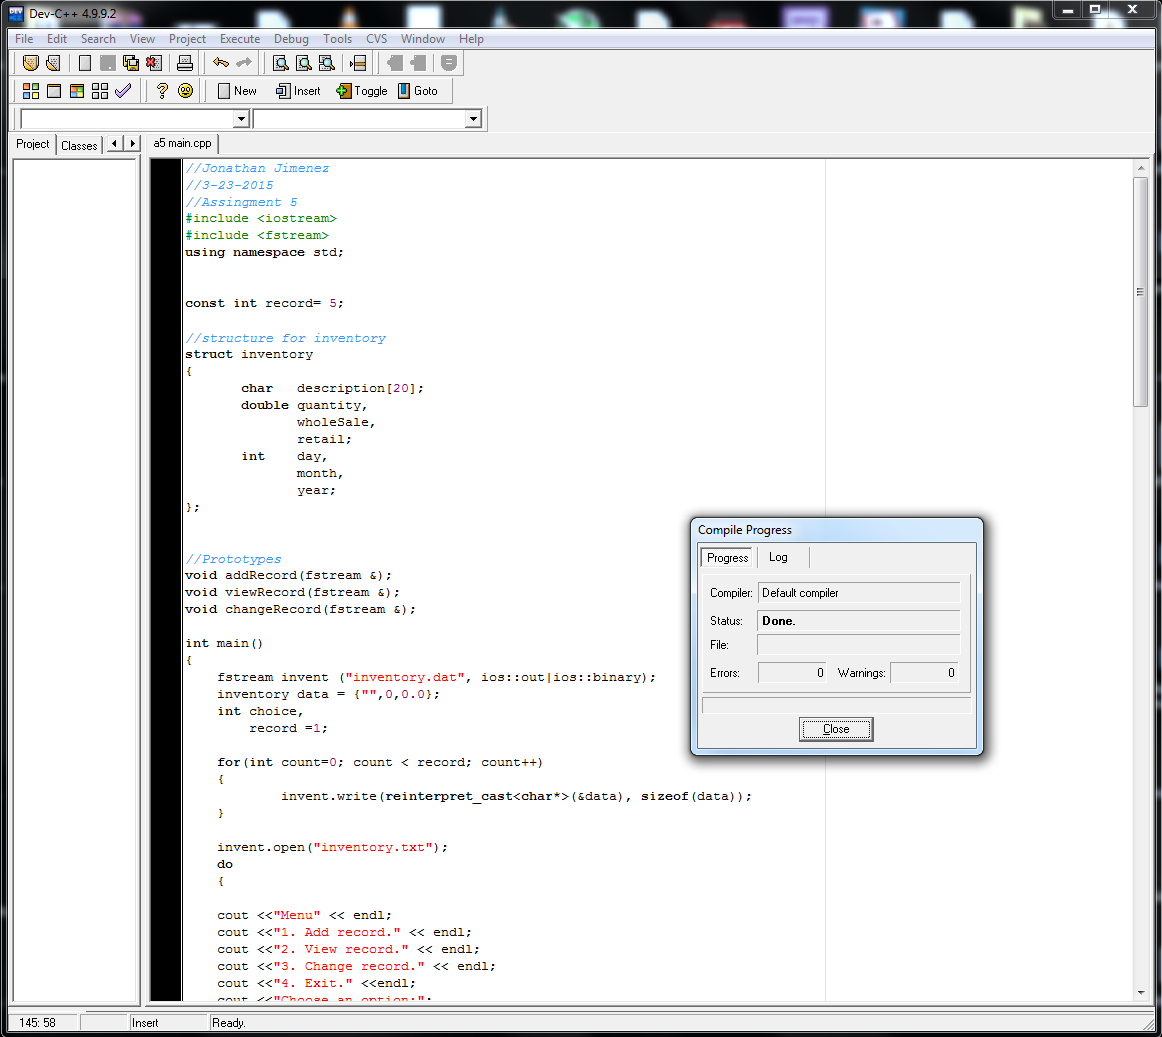 Dev-C++ 4.9.9.2
File Edit Search View Project Execute Debug Tools CVS Window Help
New Insert Toggle Goto
Project Classes
a5 main.cpp
//Jonathan Jimenez
//3-23-2015
//Assingment 5
#include <iostream>
#include <fstream>
using namespace std;
const int record= 5;
//structure for inventory
struct inventory
{
char description[20];
double quantity,
wholeSale,
retail;
int day,
month,
year;
};
//Prototypes
void addRecord(fstream &);
void viewRecord(fstream &);
void changeRecord(fstream &);
int main()
{
fstream invent ("inventory.dat", ios::out|ios::binary);
inventory data = {"",0,0.0};
int choice,
record =1;
for(int count=0; count < record; count++)
{
invent.write(reinterpret_cast<char*>(&data), sizeof(data));
}
invent.open("inventory.txt");
do
{
cout <<"Menu" << endl;
cout <<"1. Add record." << endl;
cout <<"2. View record." << endl;
cout <<"3. Change record." << endl;
cout <<"4. Exit." <<endl;
cout <<"Choose an option:";
Compile Progress
Progress Log
Compiler: Default compiler
Status: Done.
File:
Errors: 0 Warnings: 0
Close
145: 58 Insert Ready.